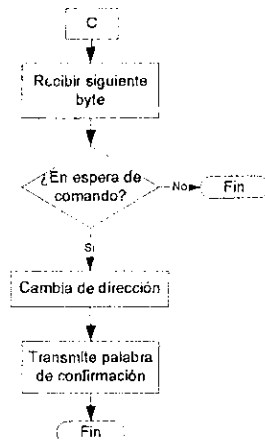 C
Recibir siguiente
byte
¿En espera de
comando?
No
Fin
Si
Cambia de dirección
Transmite palabra
de confirmación
Fin